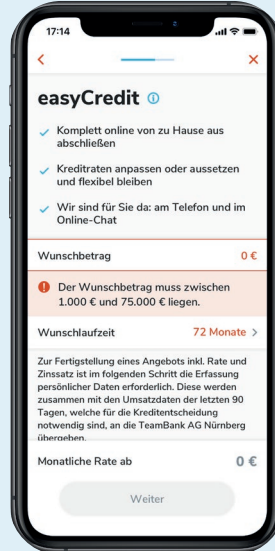 17:14
easyCredit
Komplett online von zu Hause aus
abschließen
Kreditraten anpassen oder aussetzen
und flexibel bleiben
Wir sind für Sie da: am Telefon und im
Online-Chat
Wunschbetrag 0 €
Der Wunschbetrag muss zwischen
1.000 € und 75.000 € liegen.
Wunschlaufzeit 72 Monate
Zur Fertigstellung eines Angebots inkl. Rate und
Zinssatz ist im folgenden Schritt die Erfassung
persönlicher Daten erforderlich. Diese werden
zusammen mit den Umsatzdaten der letzten 90
Tagen, welche für die Kreditentscheidung
notwendig sind, an die TeamBank AG Nürnberg
übergeben.
Monatliche Rate ab 0 €
Weiter